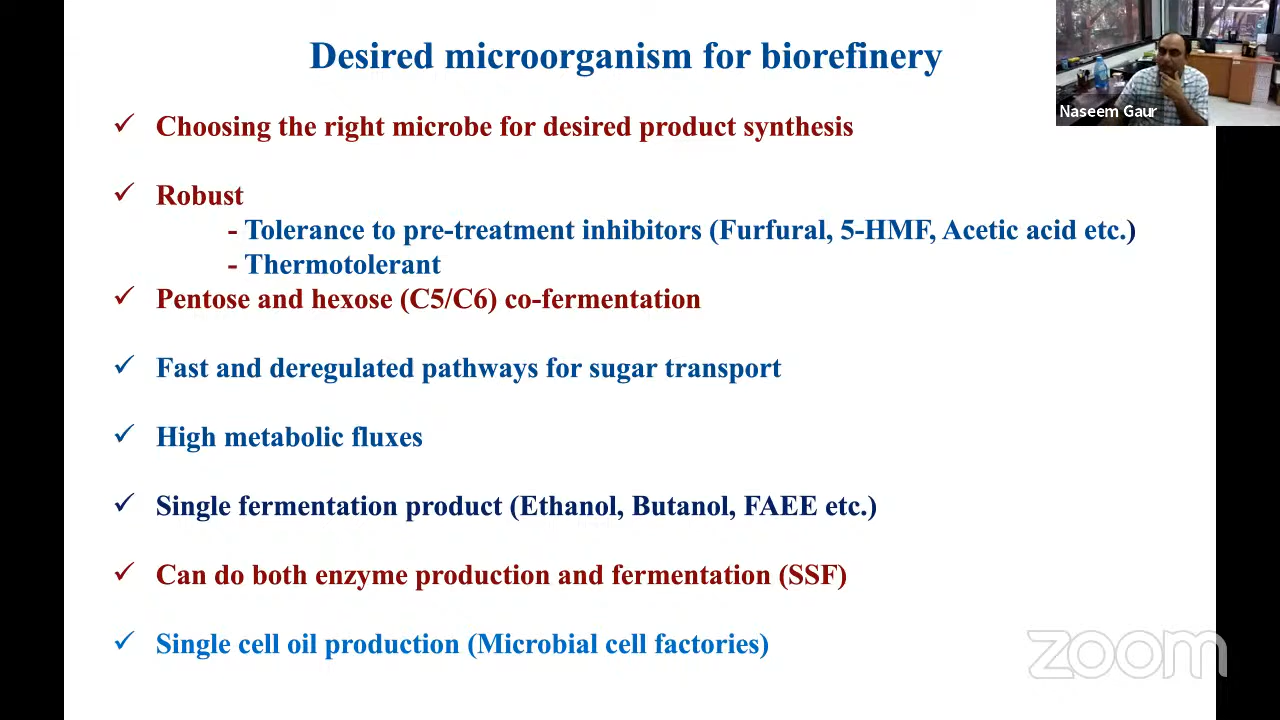 Desired microorganism for biorefinery
Naseem Gaur
✓ Choosing the right microbe for desired product synthesis
✓ Robust
- Tolerance to pre-treatment inhibitors (Furfural, 5-HMF, Acetic acid etc.)
- Thermotolerant
✓ Pentose and hexose (C5/C6) co-fermentation
✓ Fast and deregulated pathways for sugar transport
✓ High metabolic fluxes
✓ Single fermentation product (Ethanol, Butanol, FAEE etc.)
✓ Can do both enzyme production and fermentation (SSF)
✓ Single cell oil production (Microbial cell factories)
zoom